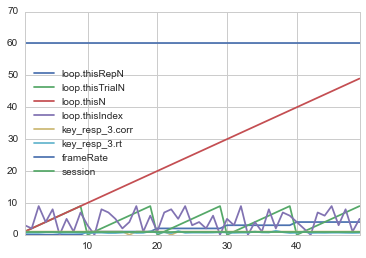 70
60
50
40
30
20
10
0
loop.thisRepN
loop.thisTrialN
loop.thisN
loop.thisIndex
key_resp_3.corr
key_resp_3.rt
frameRate
session
10 20 30 40